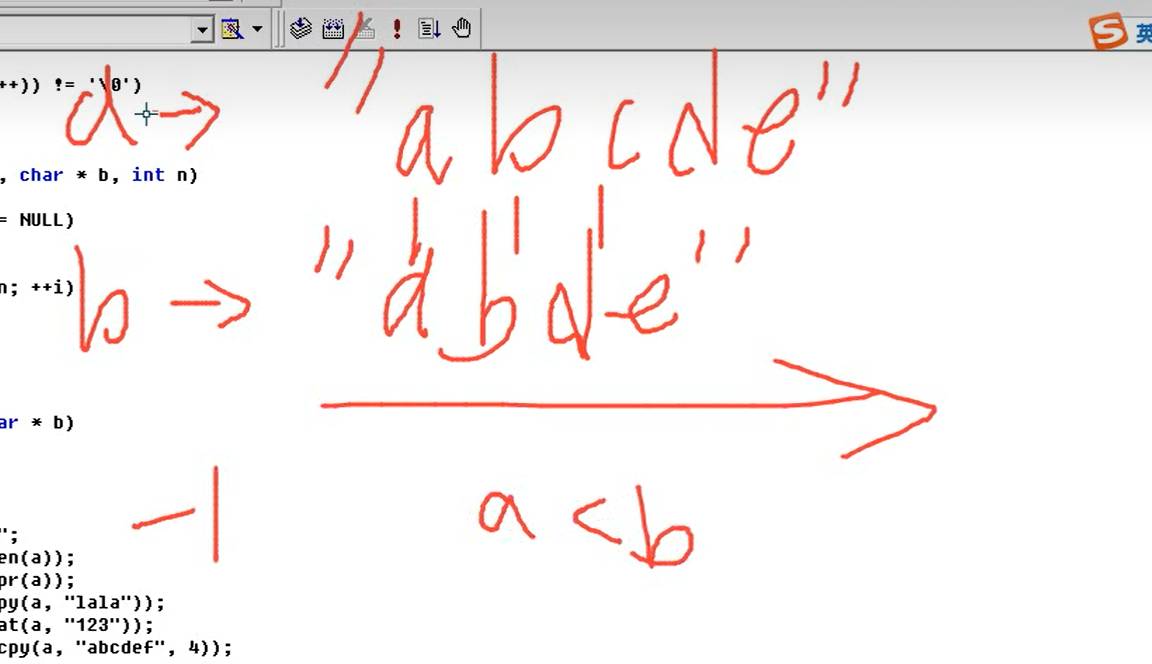 ++)) != '\0')
a → "abcde"
, char * b, int n)
= NULL)
n; ++i)
b → "abde"
ar * b)
-1 a < b
";
en(a));
pr(a));
py(a, "lala"));
at(a, "123"));
cpy(a, "abcdef", 4));
S 英